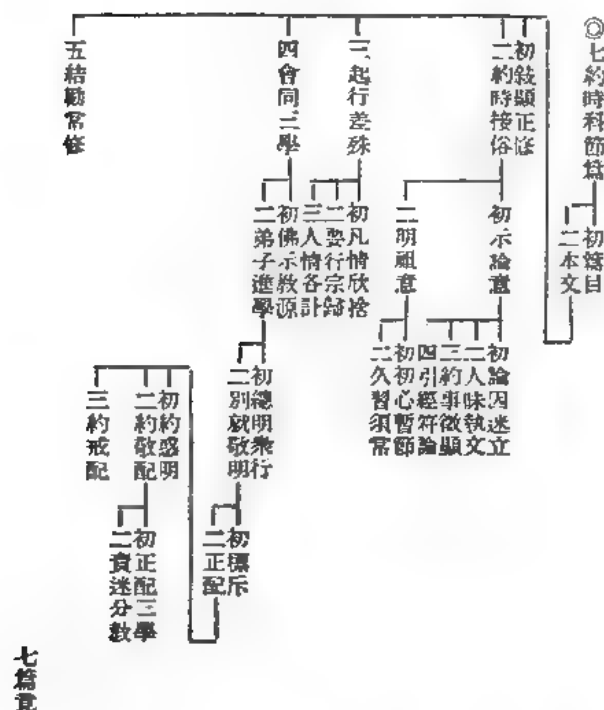 ◎七約時科節篇
初篇目
二本文
初敍顯正修
二約時接俗
初示論意
初論因迷立
二人味執文
三約事徵顯
四引經符論
二明祖意
初初心暫節
二久習須常
三起行差殊
初凡情欣捨
二要行宗歸
三人情各計
四會同三學
初佛示教源
二弟子進學
初總明衆行
二別就敬明
初標斥
二正配
初約惑明
二約敬配
初正配三學
二責迷分教
三約戒配
五結勸常修
七篇竟